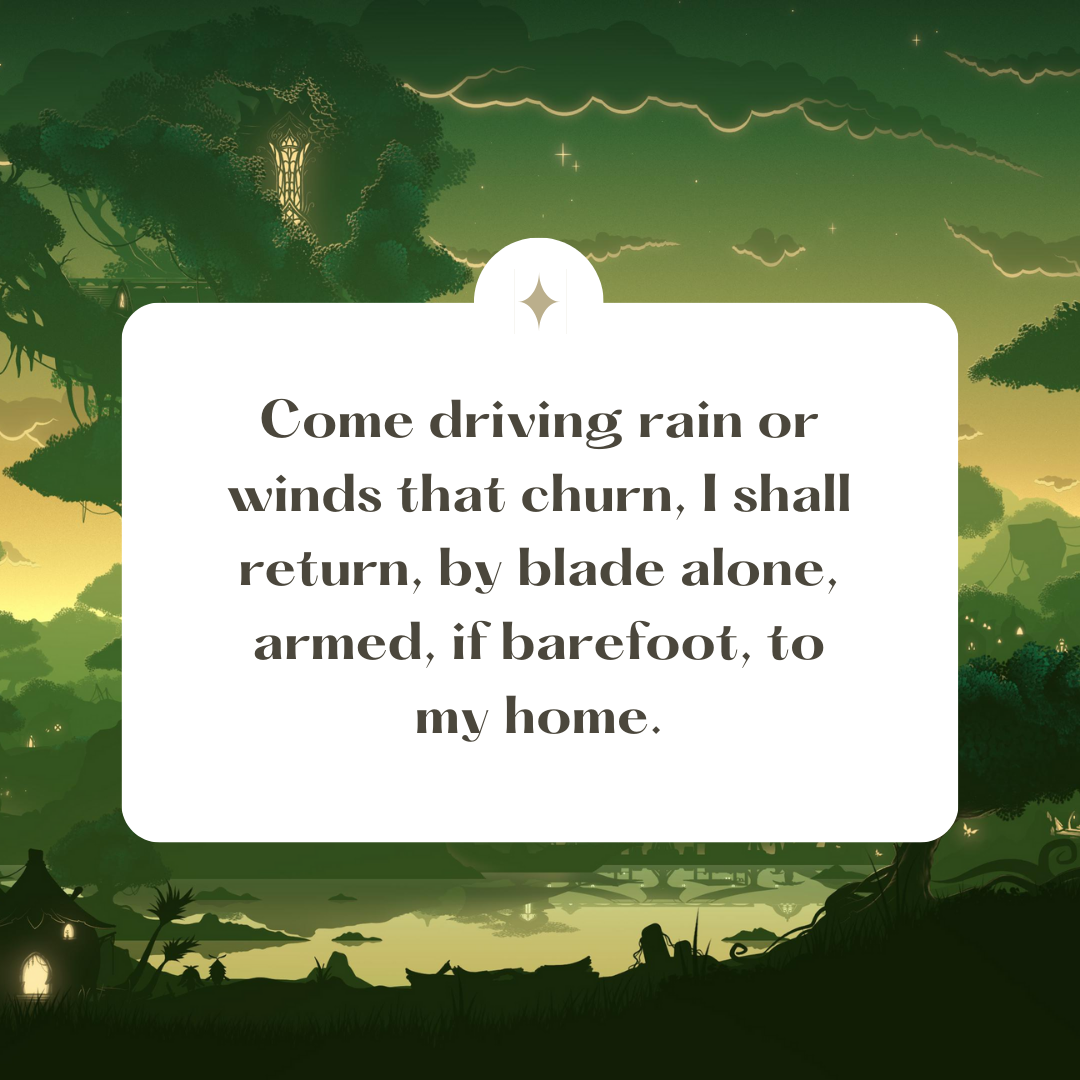 Come driving rain or
winds that churn, I shall
return, by blade alone,
armed, if barefoot, to
my home.